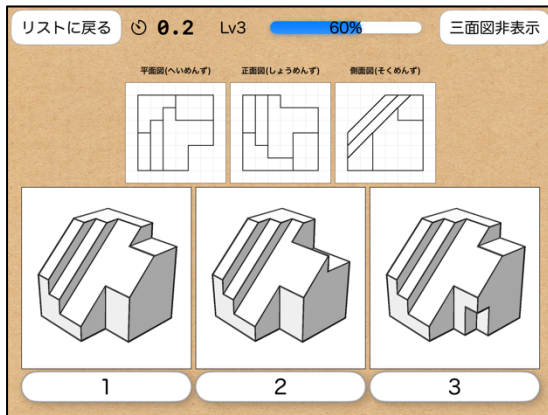 リストに戻る 0.2 Lv3 60% 三面図非表示
平面図(へいめんず) 正面図(しょうめんず) 側面図(そくめんず)
1 2 3